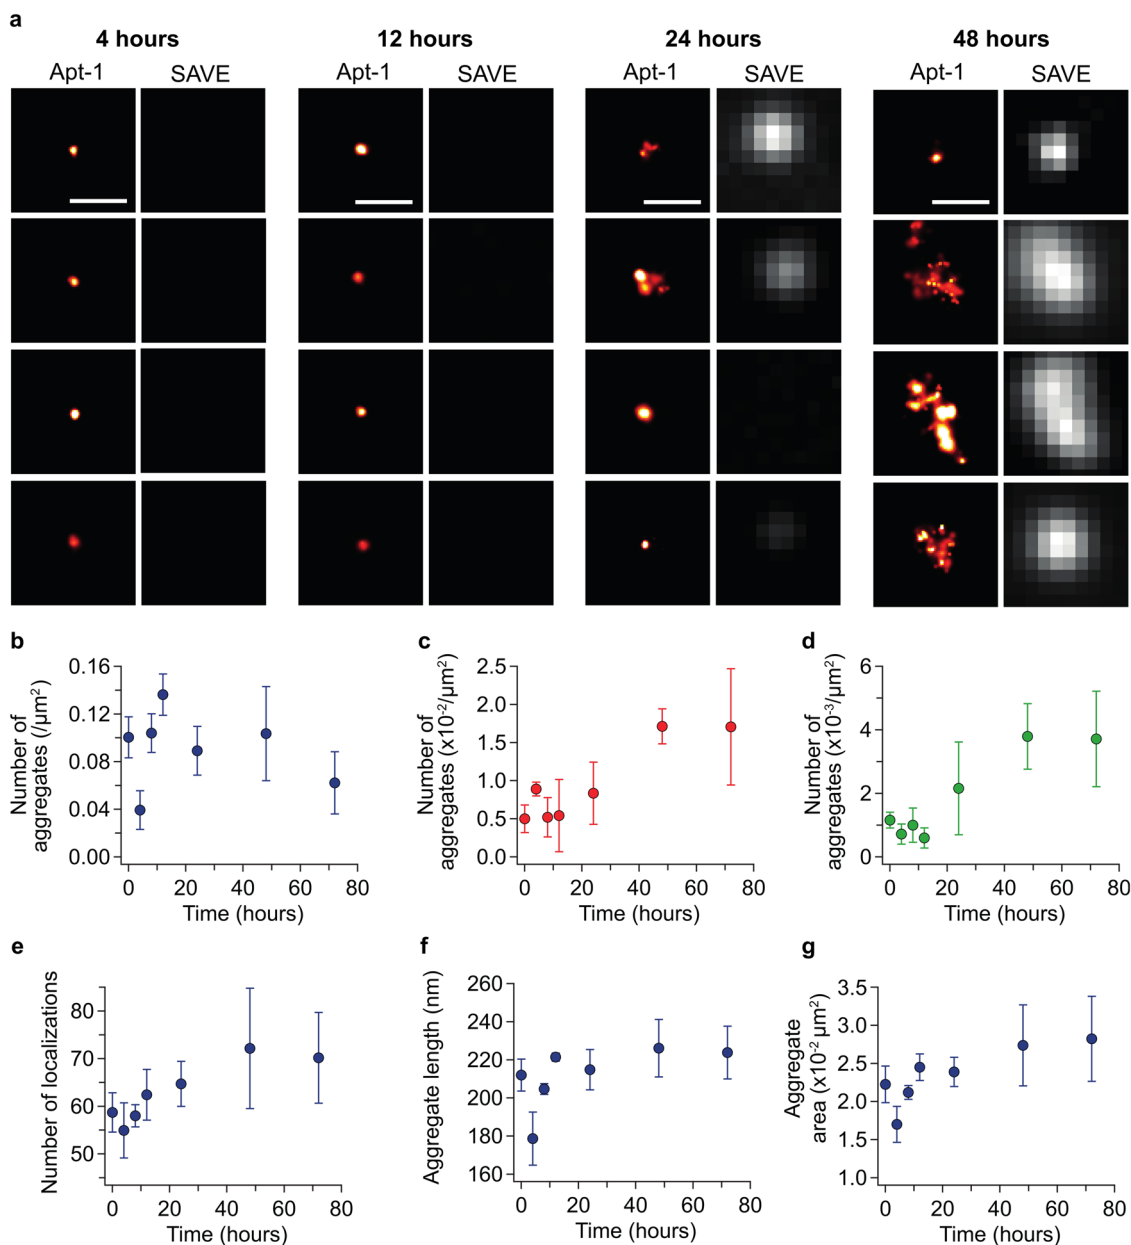 a
4 hours 12 hours 24 hours 48 hours
Apt-1 SAVE Apt-1 SAVE Apt-1 SAVE Apt-1 SAVE
b
Number of
aggregates (/μm²)
0.16
0.12
0.08
0.04
0.00
0 20 40 60 80
Time (hours)
c
Number of
aggregates (x10⁻²/μm²)
2.5
2.0
1.5
1.0
0.5
0.0
0 20 40 60 80
Time (hours)
d
Number of
aggregates (x10⁻³/μm²)
6
4
2
0
0 20 40 60 80
Time (hours)
e
Number of localizations
80
70
60
50
0 20 40 60 80
Time (hours)
f
Aggregate length (nm)
260
240
220
200
180
160
0 20 40 60 80
Time (hours)
g
Aggregate
area (x10⁻² μm²)
3.5
3.0
2.5
2.0
1.5
1.0
0 20 40 60 80
Time (hours)